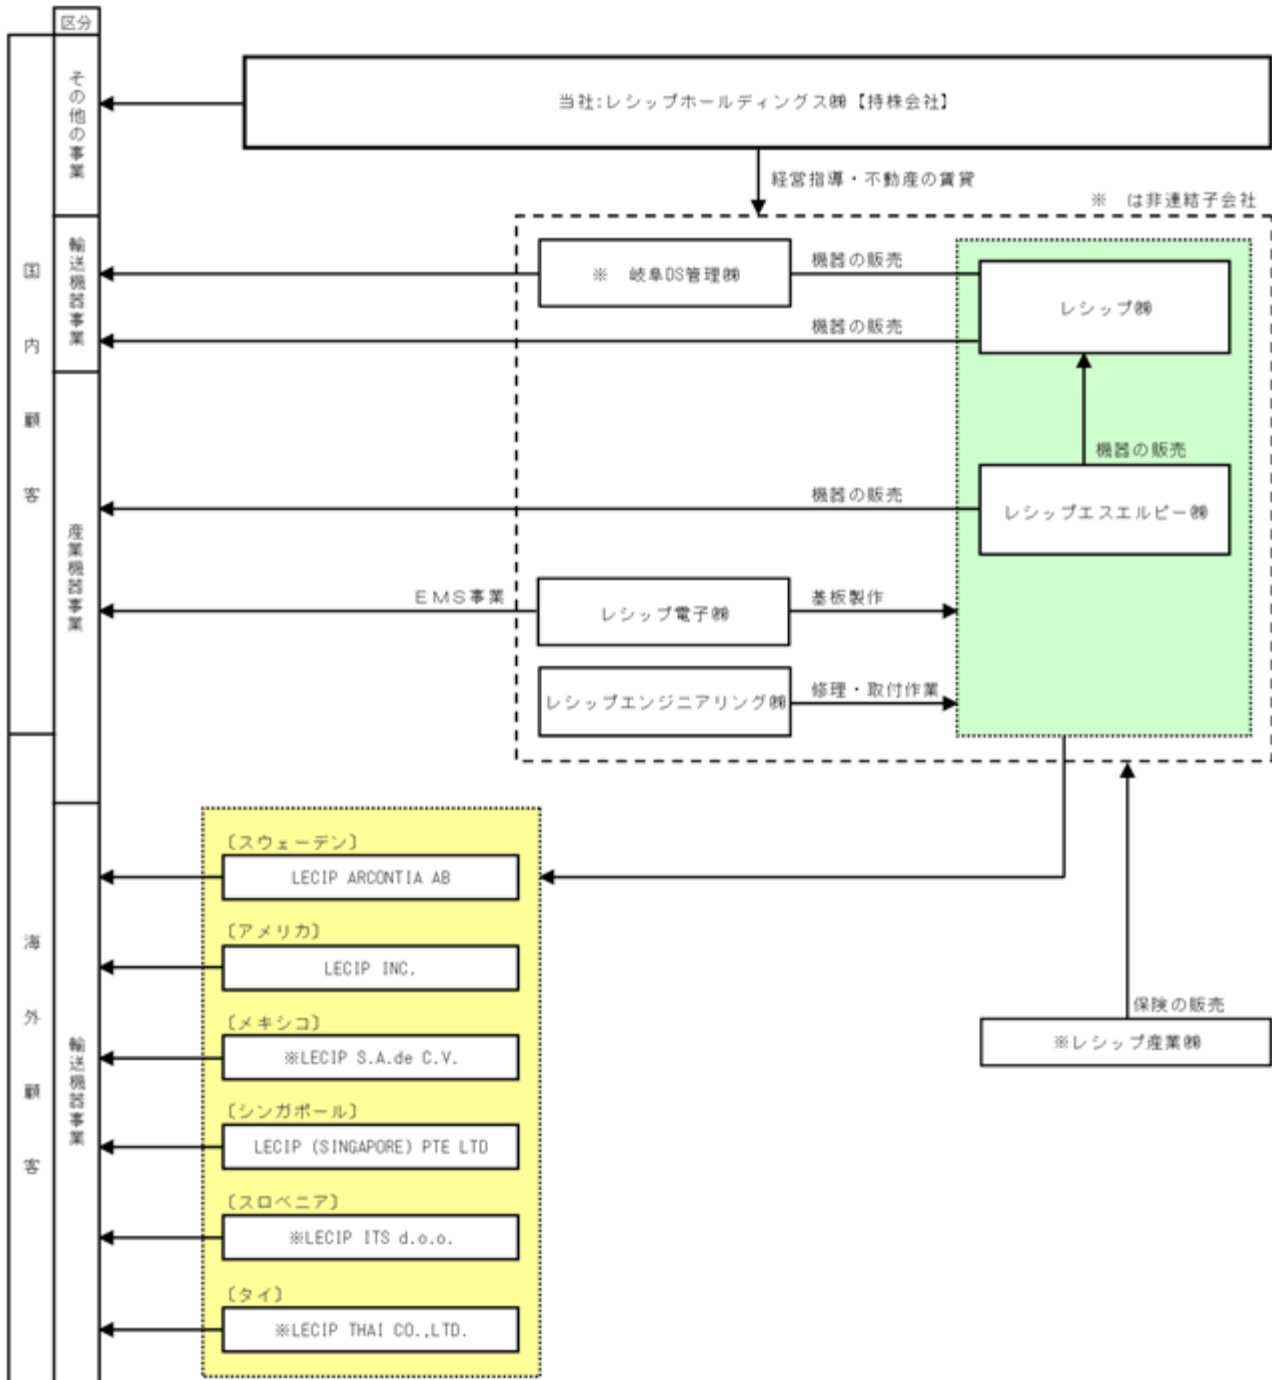 区分
その他の事業
当社:レシップホールディングス㈱【持株会社】
経営指導・不動産の賃貸
※　は非連結子会社
国内顧客
輸送機器事業
※　岐阜DS管理㈱
機器の販売
レシップ㈱
機器の販売
機器の販売
産業機器事業
機器の販売
レシップエスエルピー㈱
EMS事業
レシップ電子㈱
基板製作
レシップエンジニアリング㈱
修理・取付作業
海外顧客
輸送機器事業
〔スウェーデン〕
LECIP ARCONTIA AB
〔アメリカ〕
LECIP INC.
〔メキシコ〕
※LECIP S.A.de C.V.
〔シンガポール〕
LECIP (SINGAPORE) PTE LTD
〔スロベニア〕
※LECIP ITS d.o.o.
〔タイ〕
※LECIP THAI CO.,LTD.
保険の販売
※レシップ産業㈱